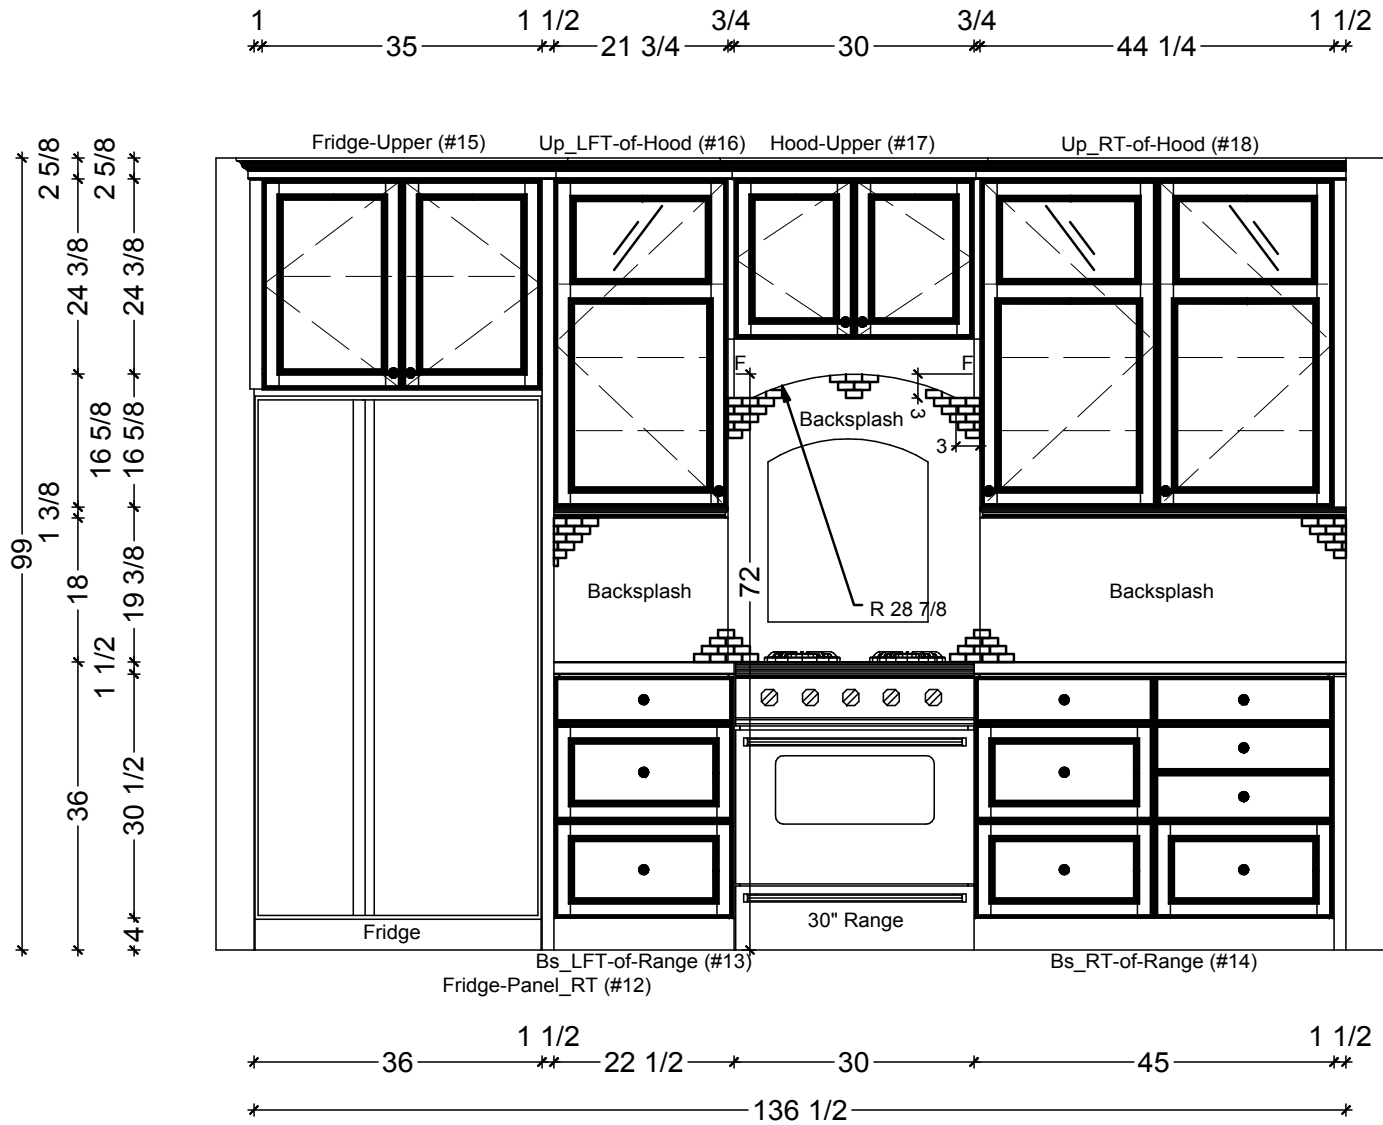 1 1 1/2 3/4 3/4 1 1/2
35 21 3/4 30 44 1/4
Fridge-Upper (#15) Up_LFT-of-Hood (#16) Hood-Upper (#17) Up_RT-of-Hood (#18)
2 5/8 2 5/8
24 3/8 24 3/8
F F
16 5/8 16 5/8
Backsplash 3
3
1 3/8
99
18 19 3/8
72
Backsplash Backsplash
R 28 7/8
1 1/2
36 30 1/2
4
30" Range
Fridge
Bs_LFT-of-Range (#13) Bs_RT-of-Range (#14)
Fridge-Panel_RT (#12)
1 1/2 1 1/2
36 22 1/2 30 45
136 1/2